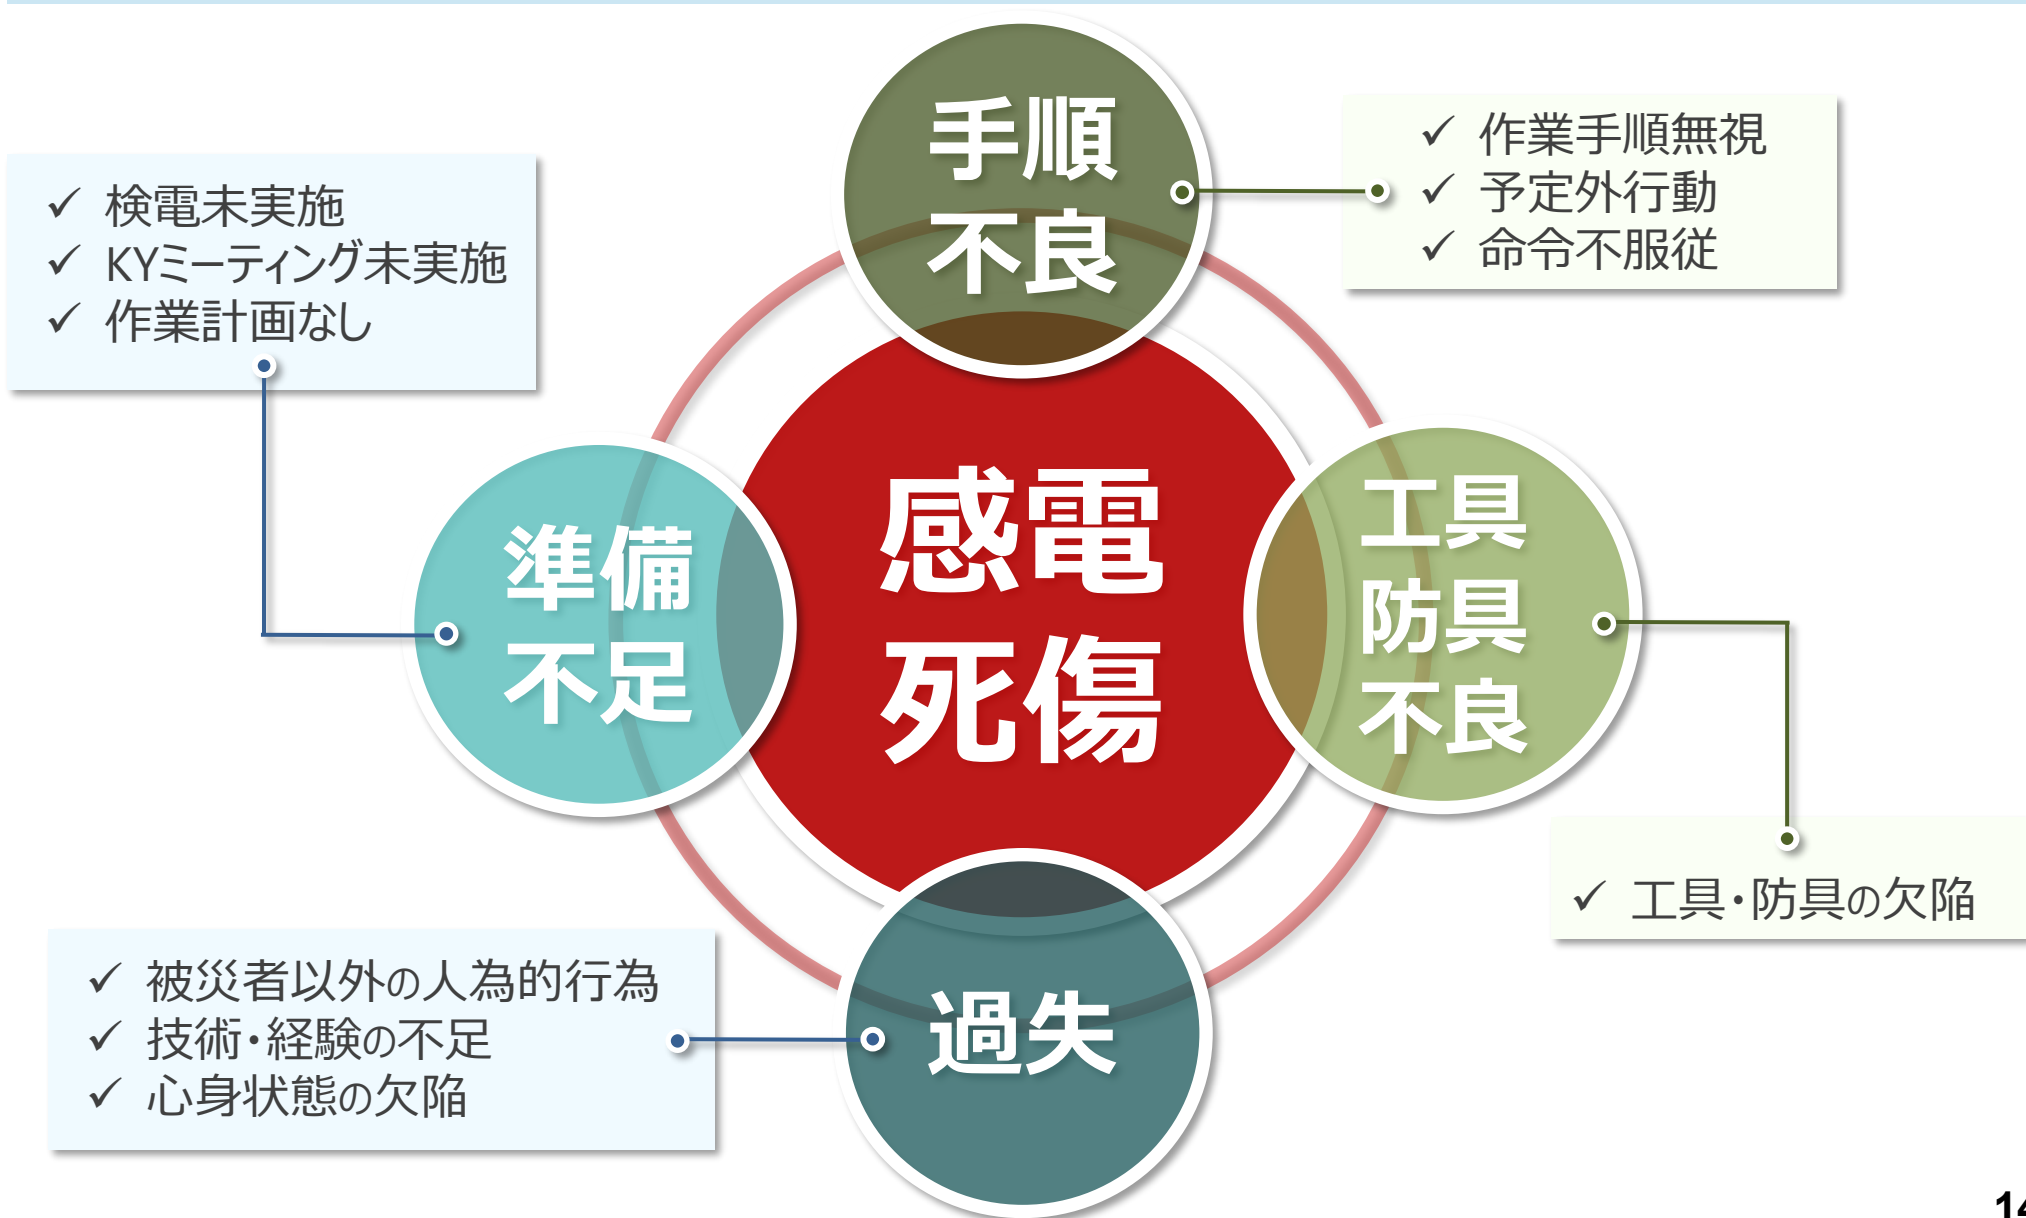 手順
不良
✓ 作業手順無視
✓ 予定外行動
✓ 命令不服従
✓ 検電未実施
✓ KYミーティング未実施
✓ 作業計画なし
感電
死傷
準備
不足
工具
防具
不良
✓ 工具・防具の欠陥
過失
✓ 被災者以外の人為的行為
✓ 技術・経験の不足
✓ 心身状態の欠陥
14